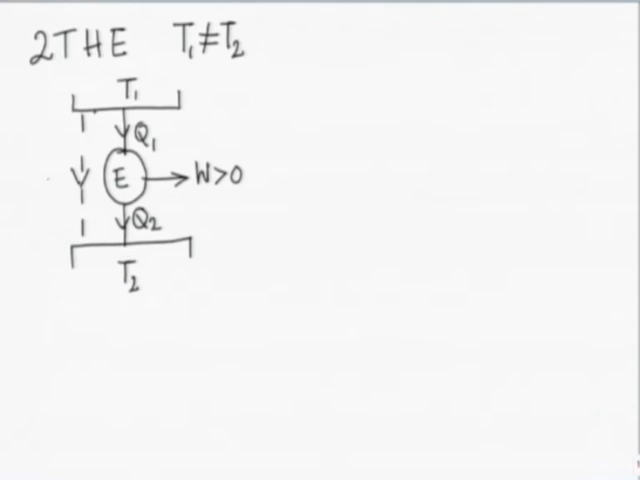 2THE T₁≠T₂
T₁
Q₁
E W>0
Q₂
T₂